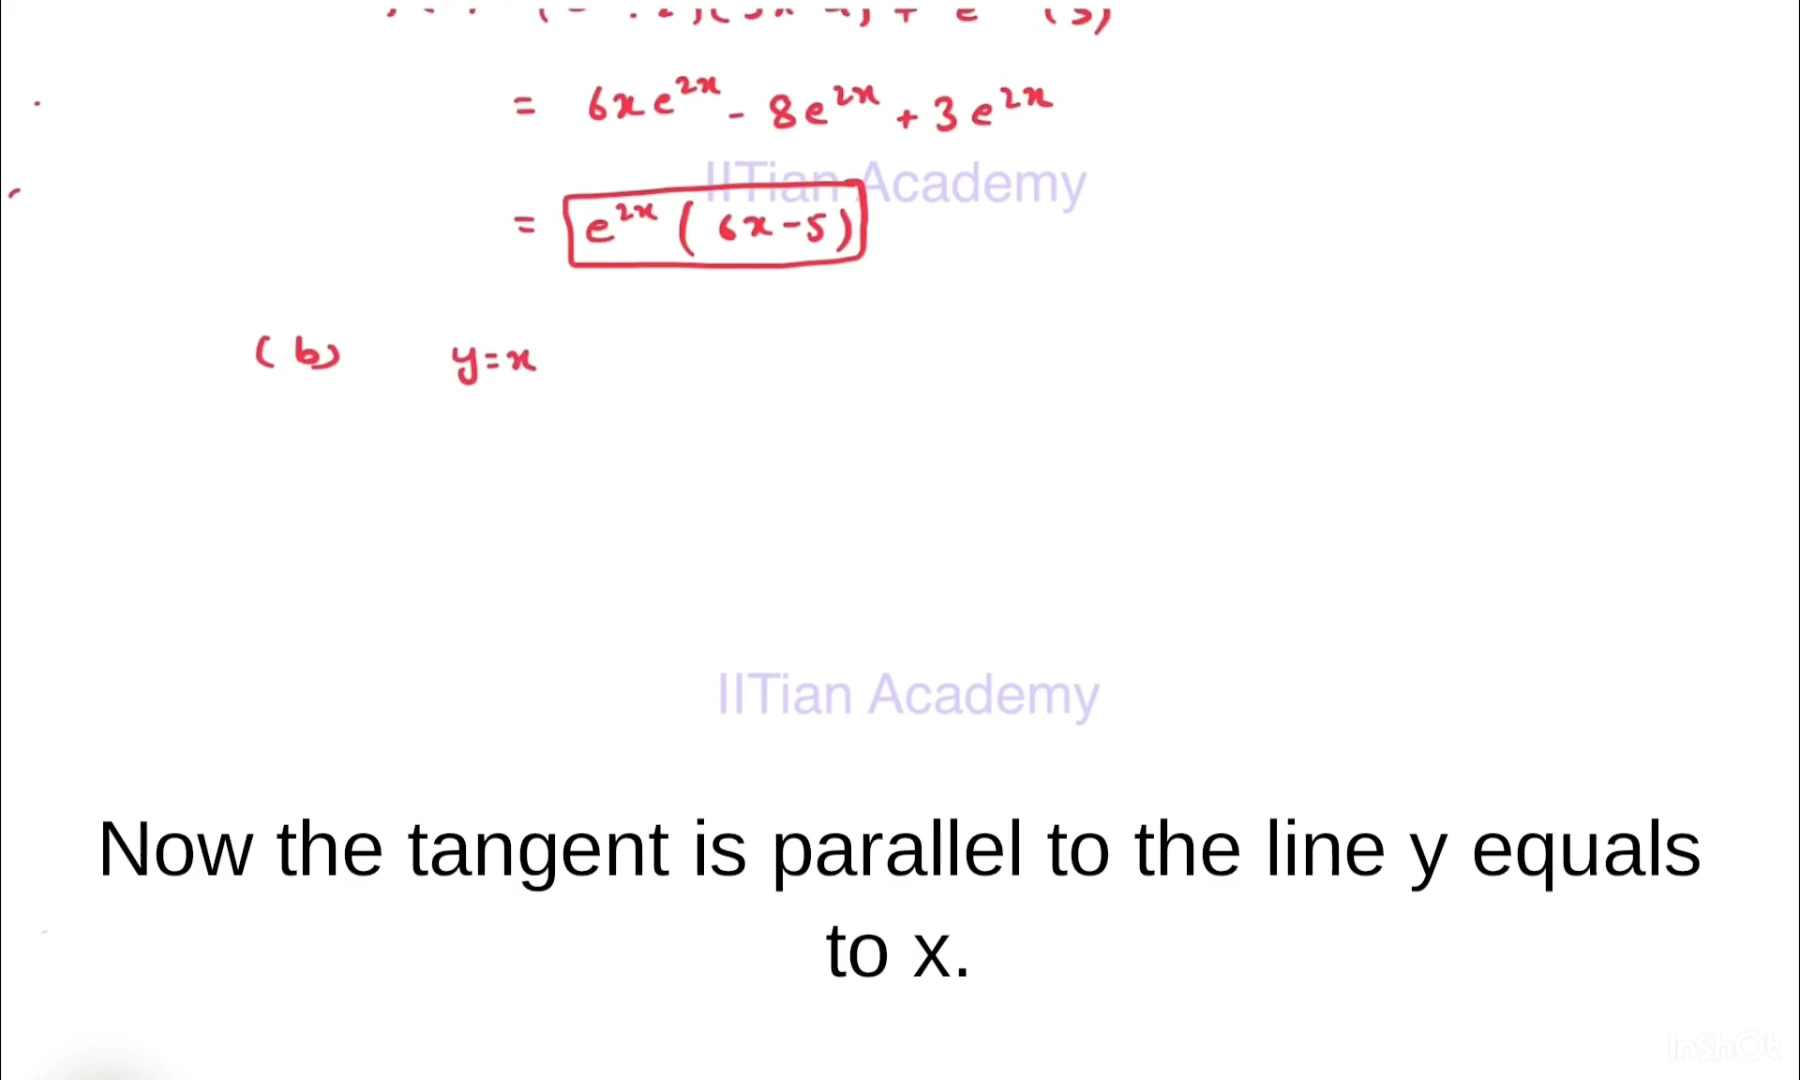 = 6xe^{2x} - 8e^{2x} + 3e^{2x}
IITian Academy
= e^{2x} ( 6x-5)
(b) y=x
IITian Academy
Now the tangent is parallel to the line y equals
to x.
InShOt